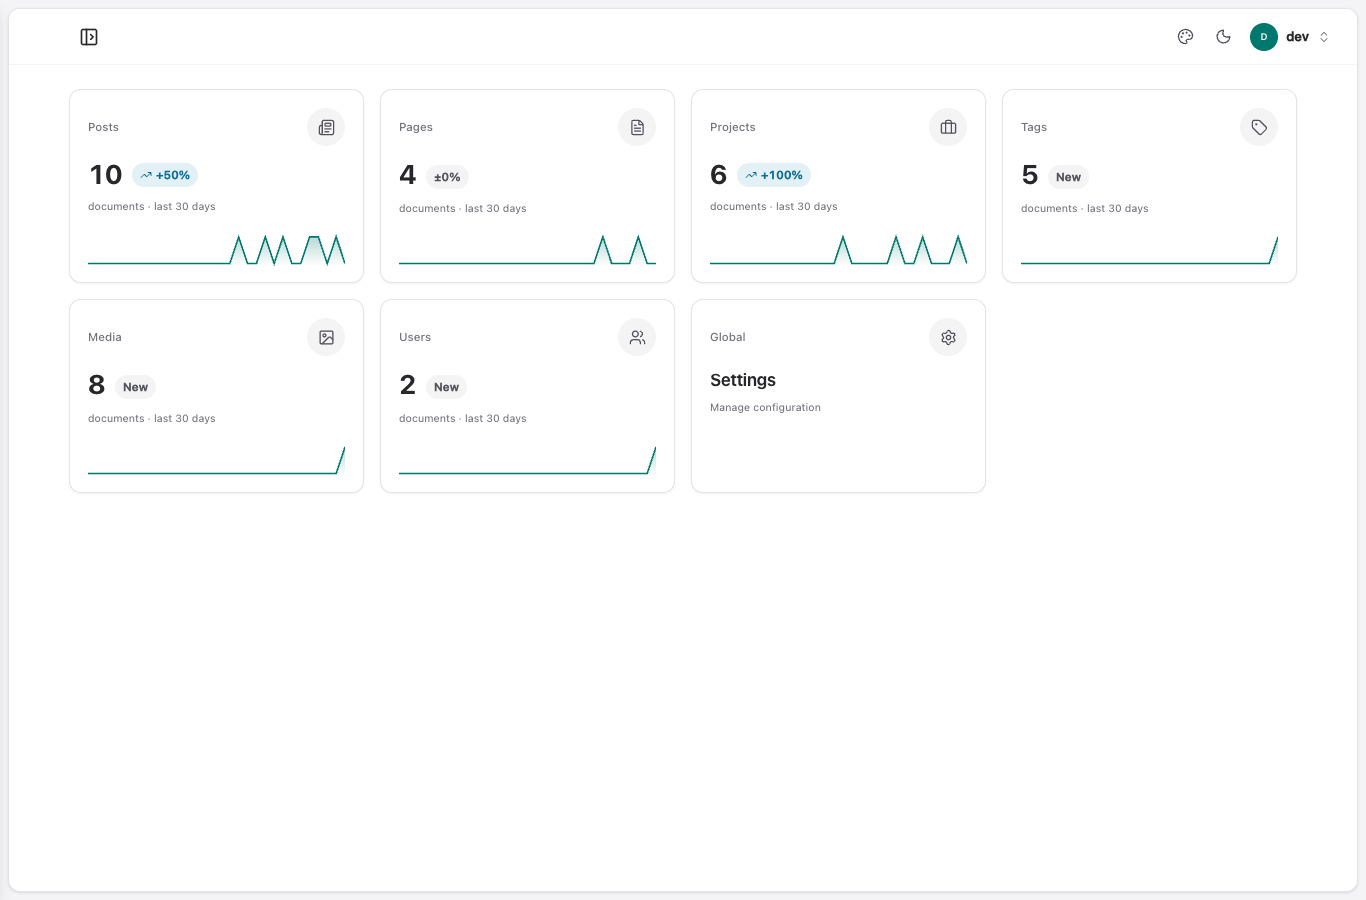 D
dev
Posts
10
+50%
documents · last 30 days
Pages
4
±0%
documents · last 30 days
Projects
6
+100%
documents · last 30 days
Tags
5
New
documents · last 30 days
Media
8
New
documents · last 30 days
Users
2
New
documents · last 30 days
Global
Settings
Manage configuration